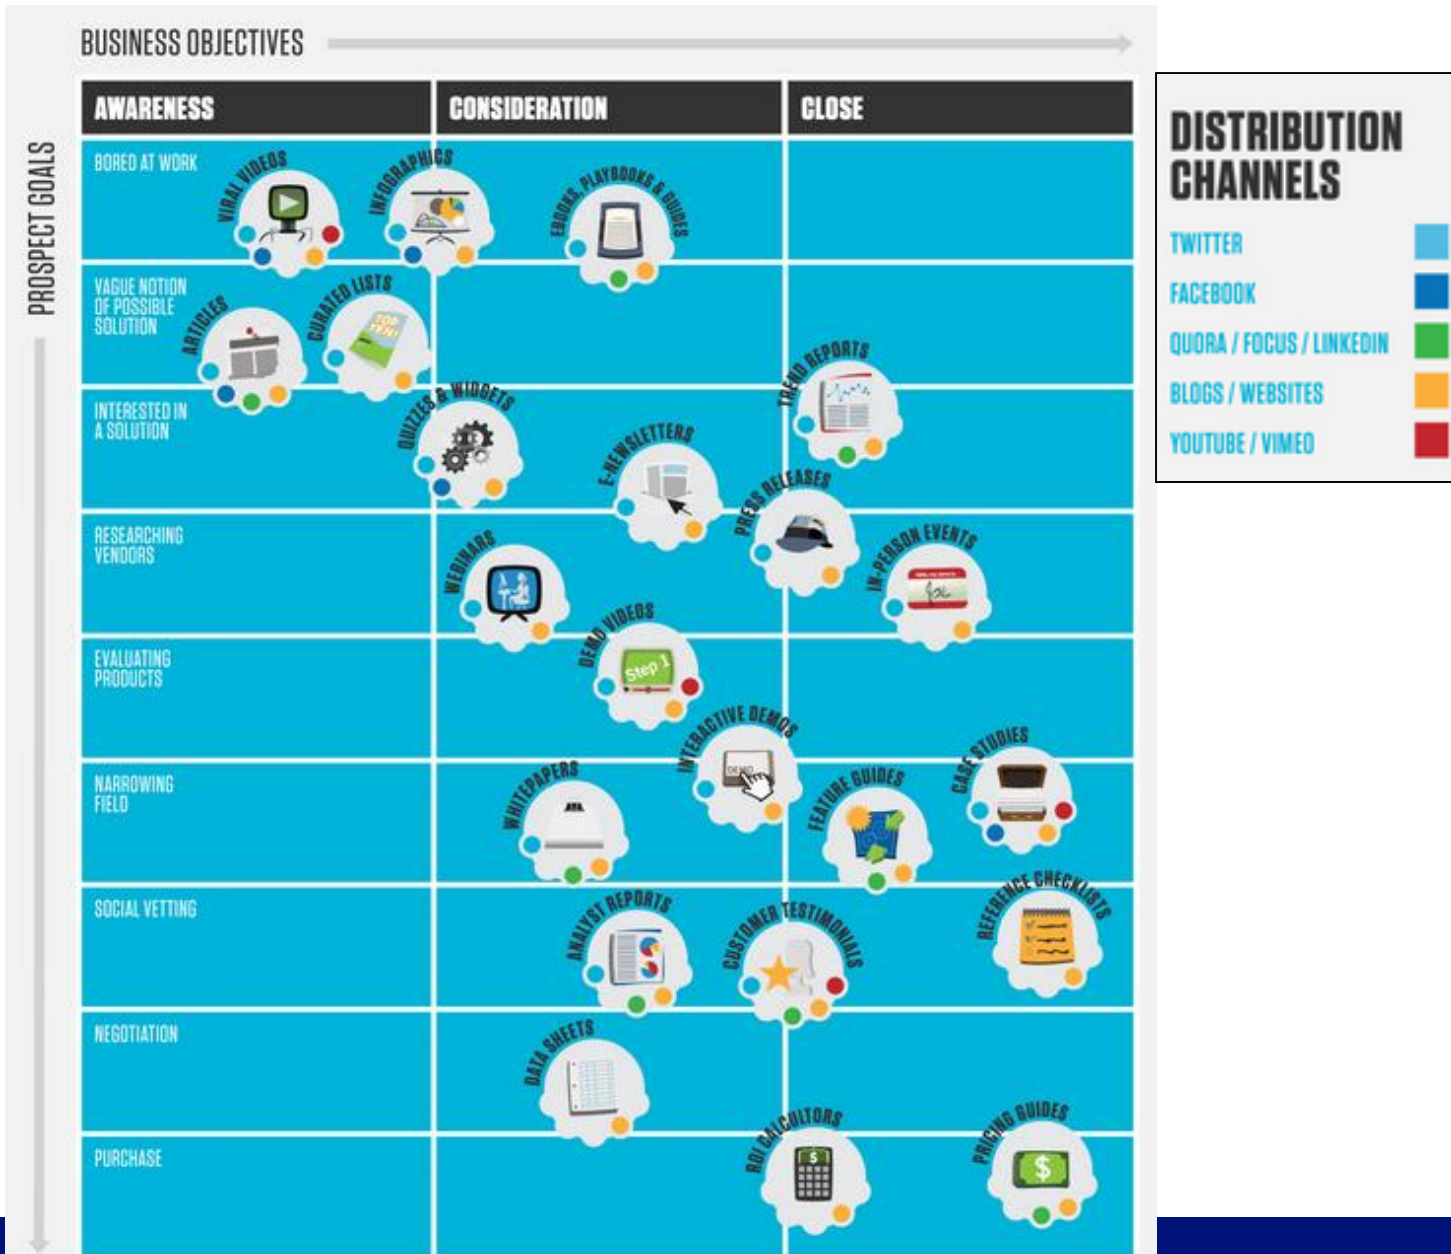 BUSINESS OBJECTIVES
PROSPECT GOALS
AWARENESS
CONSIDERATION
CLOSE
BORED AT WORK
VIRAL VIDEOS
INFOGRAPHICS
EBOOKS, PLAYBOOKS & GUIDES
VAGUE NOTION
OF POSSIBLE
SOLUTION
ARTICLES
CURATED LISTS
TOP
TEN!
TREND REPORTS
INTERESTED IN
A SOLUTION
QUIZZES & WIDGETS
E-NEWSLETTERS
PRESS RELEASES
RESEARCHING
VENDORS
WEBINARS
IN-PERSON EVENTS
DEMO VIDEOS
Step 1
EVALUATING
PRODUCTS
INTERACTIVE DEMOS
DEMO
CASE STUDIES
NARROWING
FIELD
WHITEPAPERS
FEATURE GUIDES
REFERENCE CHECKLISTS
SOCIAL VETTING
ANALYST REPORTS
CUSTOMER TESTIMONIALS
NEGOTIATION
DATA SHEETS
PURCHASE
ROI CALCULTORS
$
PRICING GUIDES
$
DISTRIBUTION
CHANNELS
TWITTER
FACEBOOK
QUORA / FOCUS / LINKEDIN
BLOGS / WEBSITES
YOUTUBE / VIMEO